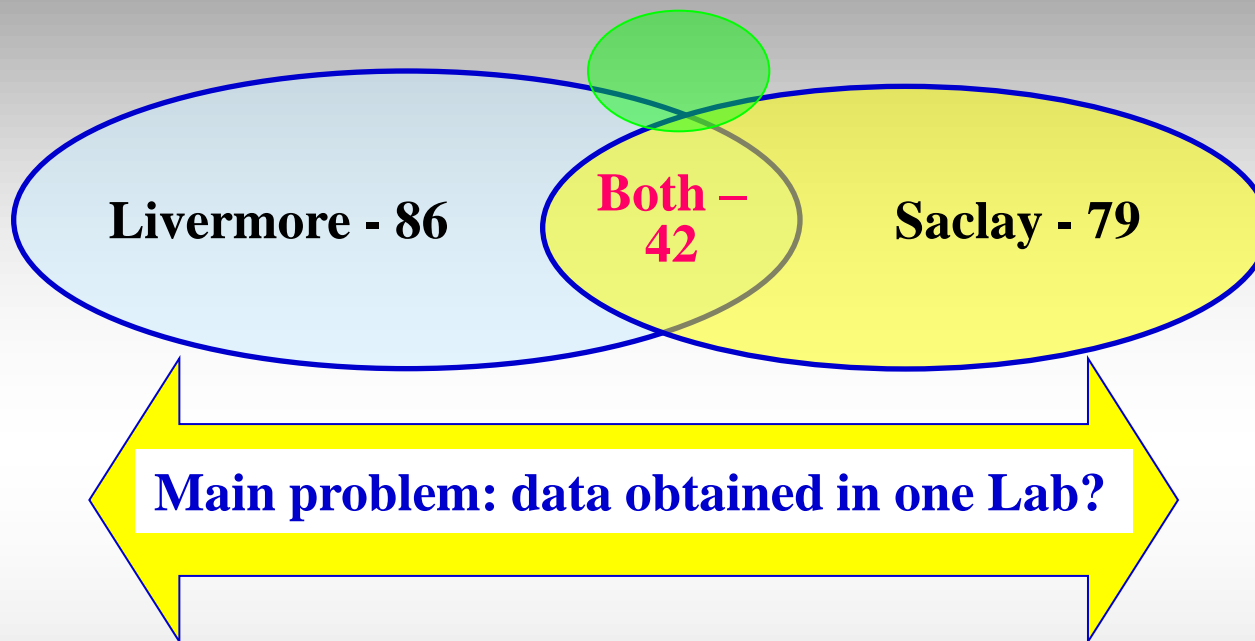 Livermore - 86
Both –
42
Saclay - 79
Main problem: data obtained in one Lab?